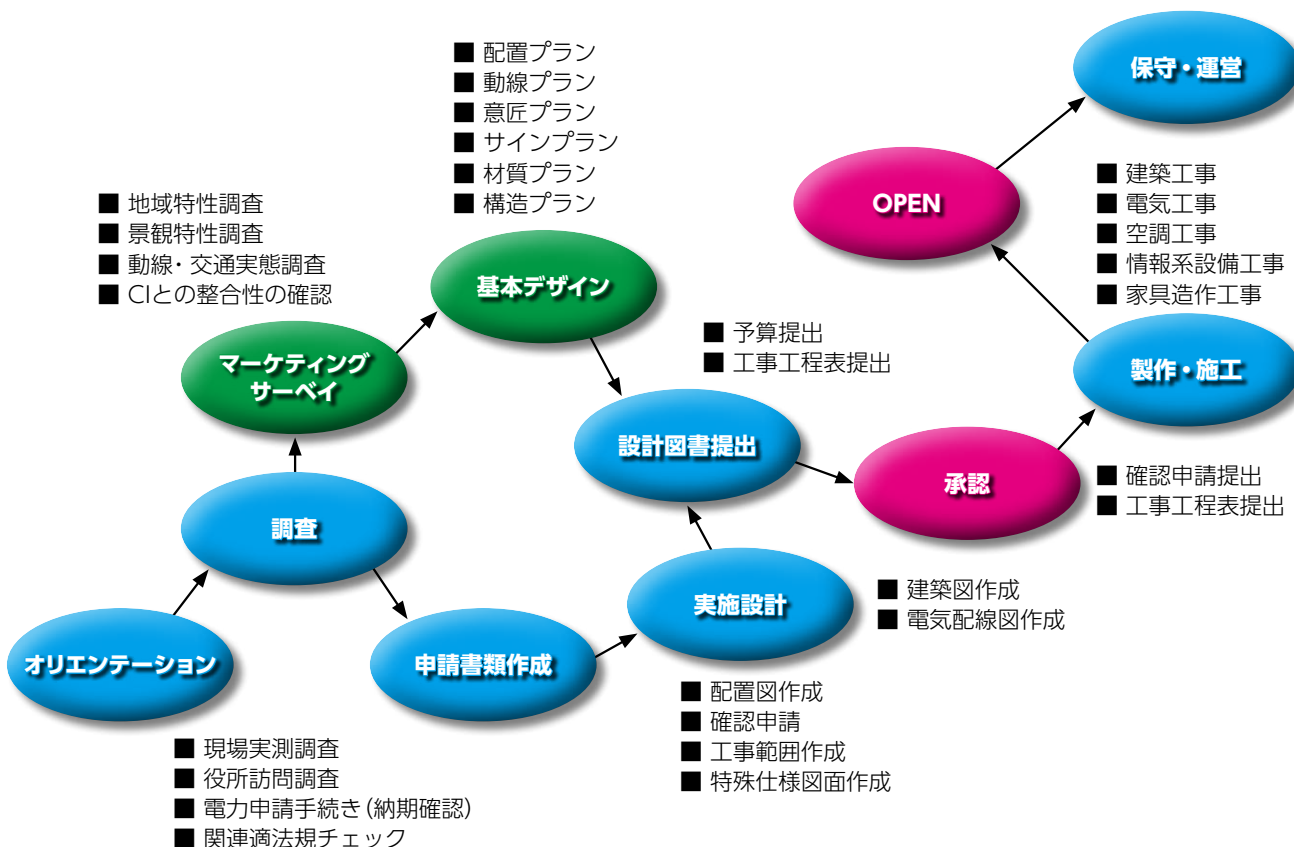 ■ 配置プラン
■ 動線プラン
■ 意匠プラン
■ サインプラン
■ 材質プラン
■ 構造プラン
保守・運営
OPEN
■ 建築工事
■ 電気工事
■ 空調工事
■ 情報系設備工事
■ 家具造作工事
■ 地域特性調査
■ 景観特性調査
■ 動線・交通実態調査
■ CIとの整合性の確認
基本デザイン
■ 予算提出
■ 工事工程表提出
マーケティング
サーベイ
製作・施工
設計図書提出
承認
■ 確認申請提出
■ 工事工程表提出
調査
実施設計
■ 建築図作成
■ 電気配線図作成
オリエンテーション
申請書類作成
■ 配置図作成
■ 確認申請
■ 工事範囲作成
■ 特殊仕様図面作成
■ 現場実測調査
■ 役所訪問調査
■ 電力申請手続き(納期確認)
■ 関連適法規チェック